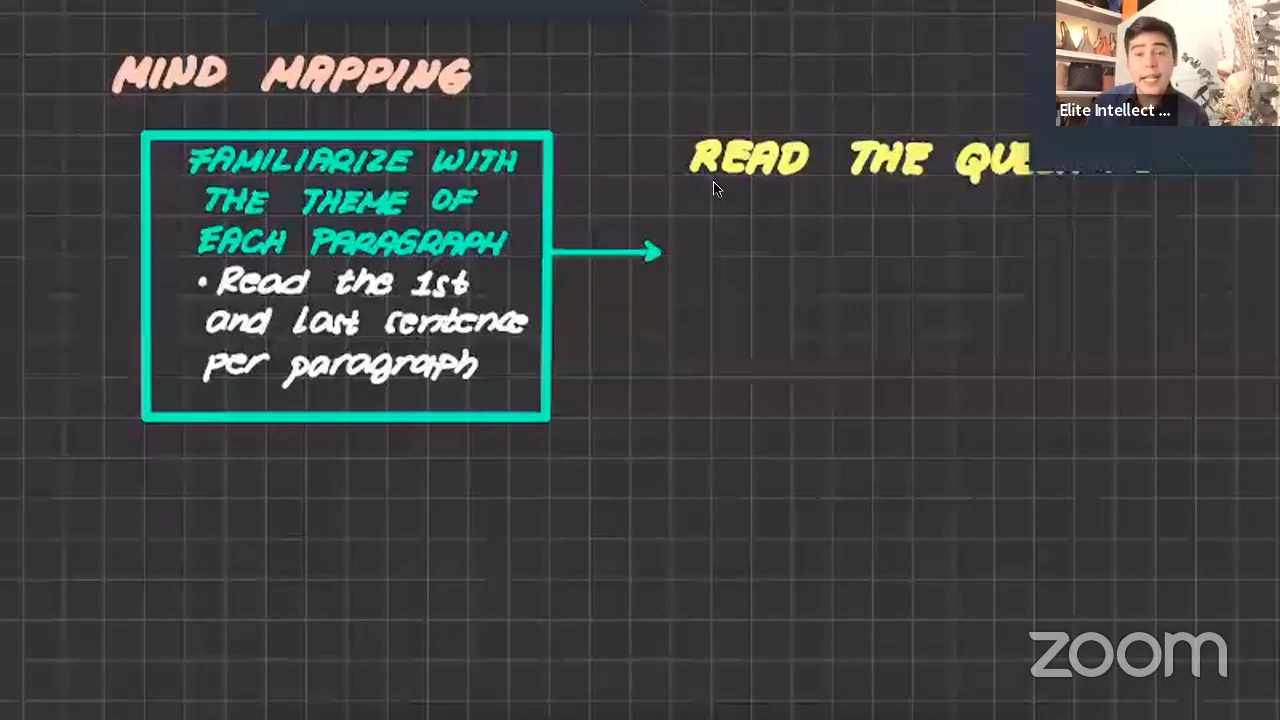 MIND MAPPING
FAMILIARIZE WITH
THE THEME OF
EACH PARAGRAPH
• Read the 1st
and last sentence
per paragraph
READ THE
Elite Intellect ...
zoom